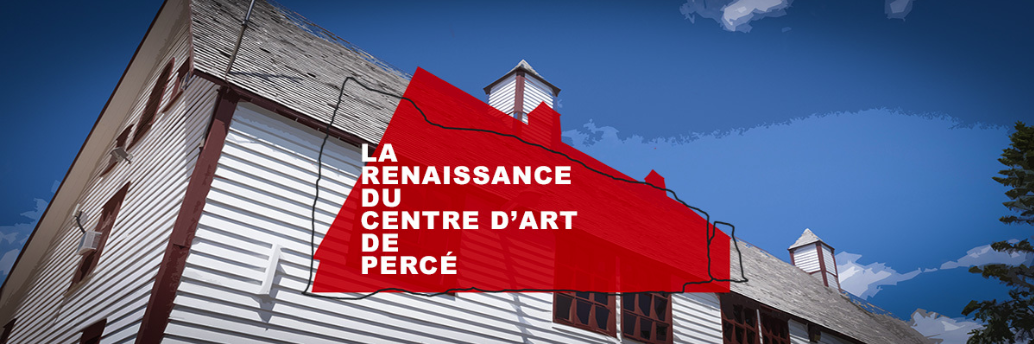 LA
RENAISSANCE
DU
CENTRE D’ART
DE
PERCÉ